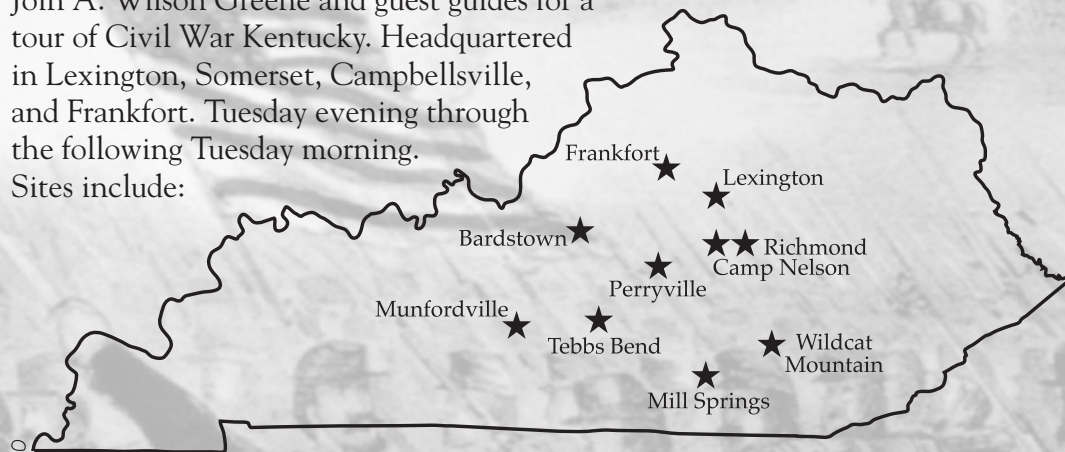 Join A. Wilson Greene and guest guides for a
tour of Civil War Kentucky. Headquartered
in Lexington, Somerset, Campbellsville,
and Frankfort. Tuesday evening through
the following Tuesday morning.
Sites include:
Frankfort
Lexington
Bardstown
Richmond
Camp Nelson
Perryville
Munfordville
Tebbs Bend
Wildcat
Mountain
Mill Springs